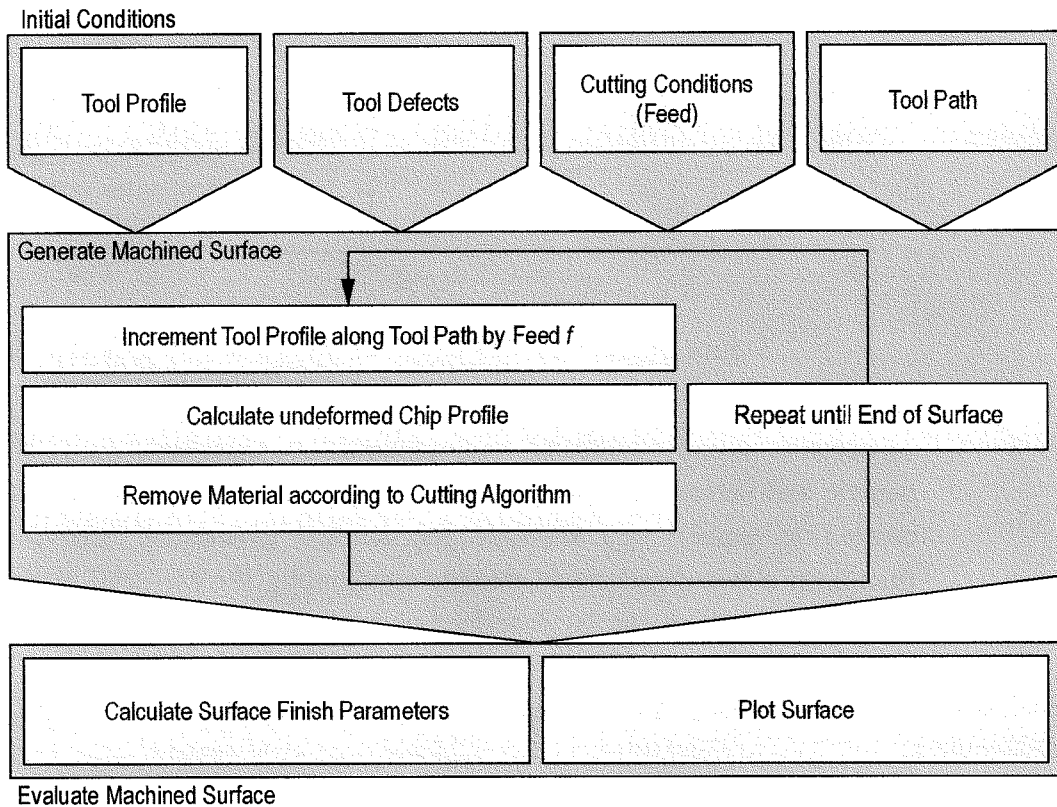 Initial Conditions
Tool Profile
Tool Defects
Cutting Conditions
(Feed)
Tool Path
Generate Machined Surface
Increment Tool Profile along Tool Path by Feed f
Calculate undeformed Chip Profile
Repeat until End of Surface
Remove Material according to Cutting Algorithm
Calculate Surface Finish Parameters
Plot Surface
Evaluate Machined Surface